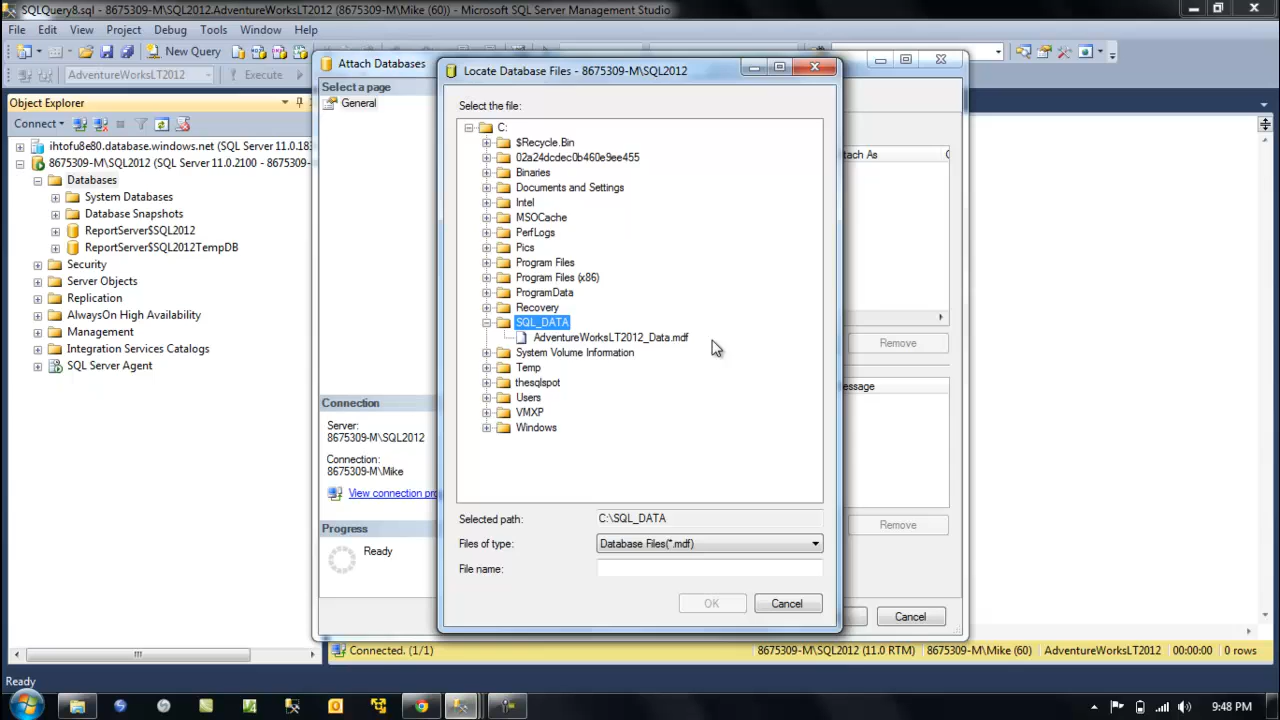 SQLQuery8.sql - 8675309-M\SQL2012.AdventureWorksLT2012 (8675309-M\Mike (60)) - Microsoft SQL Server Management Studio
File Edit View Project Debug Tools Window Help
New Query
AdventureWorksLT2012 Execute
Object Explorer
Connect
ihtofu8e80.database.windows.net (SQL Server 11.0.18
8675309-M\SQL2012 (SQL Server 11.0.2100 - 8675309-
Databases
System Databases
Database Snapshots
ReportServer$SQL2012
ReportServer$SQL2012TempDB
Security
Server Objects
Replication
AlwaysOn High Availability
Management
Integration Services Catalogs
SQL Server Agent
Attach Databases
Select a page
General
Connection
Server:
8675309-M\SQL2012
Connection:
8675309-M\Mike
View connection pro
Progress
Ready
tach As
Remove
essage
Remove
Cancel
Locate Database Files - 8675309-M\SQL2012
Select the file:
C:
$Recycle.Bin
02a24dcdec0b460e9ee455
Binaries
Documents and Settings
Intel
MSOCache
PerfLogs
Pics
Program Files
Program Files (x86)
ProgramData
Recovery
SQL_DATA
AdventureWorksLT2012_Data.mdf
System Volume Information
Temp
thesqlspot
Users
VMXP
Windows
Selected path: C:\SQL_DATA
Files of type: Database Files(*.mdf)
File name:
OK Cancel
Connected. (1/1) 8675309-M\SQL2012 (11.0 RTM) 8675309-M\Mike (60) AdventureWorksLT2012 00:00:00 0 rows
Ready
9:48 PM